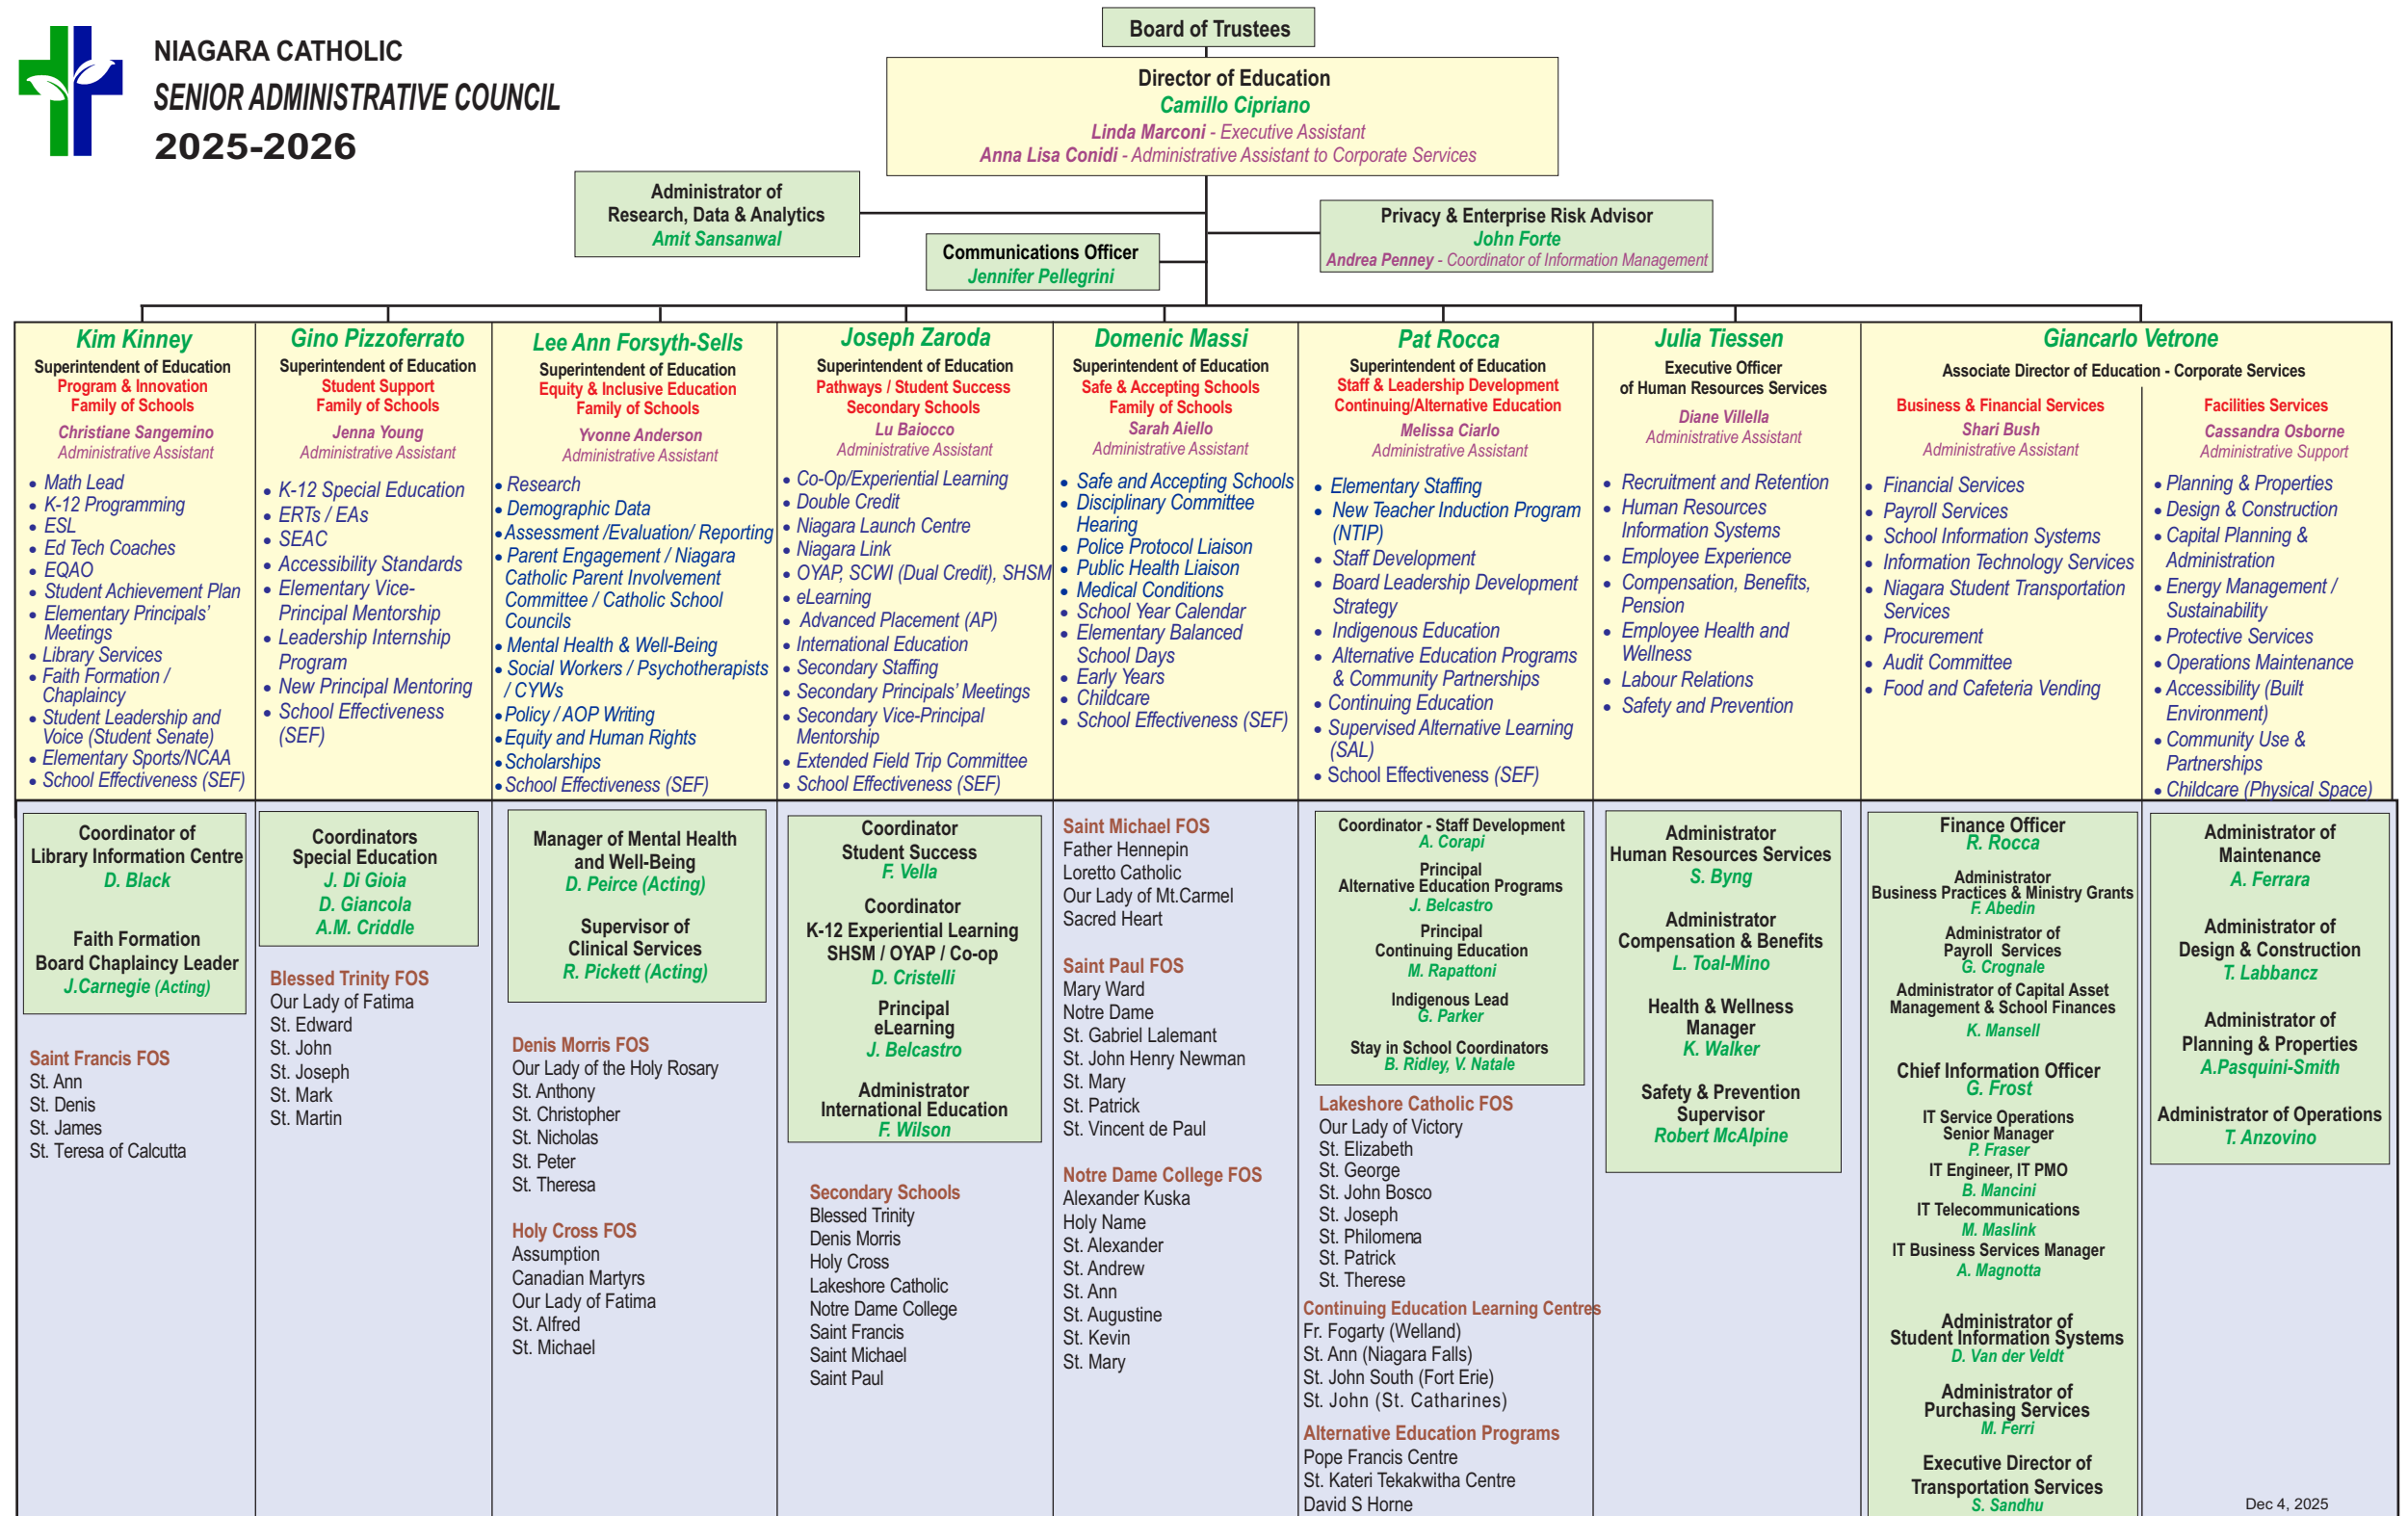 NIAGARA CATHOLIC
SENIOR ADMINISTRATIVE COUNCIL
2025-2026
Board of Trustees
Director of Education
Camillo Cipriano
Linda Marconi - Executive Assistant
Anna Lisa Conidi - Administrative Assistant to Corporate Services
Administrator of
Research, Data & Analytics
Amit Sansanwal
Communications Officer
Jennifer Pellegrini
Privacy & Enterprise Risk Advisor
John Forte
Andrea Penney - Coordinator of Information Management
Kim Kinney
Superintendent of Education
Program & Innovation
Family of Schools
Christiane Sangemino
Administrative Assistant
• Math Lead
• K-12 Programming
• ESL
• Ed Tech Coaches
• EQAO
• Student Achievement Plan
• Elementary Principals'
Meetings
• Library Services
• Faith Formation /
Chaplaincy
• Student Leadership and
Voice (Student Senate)
• Elementary Sports/NCAA
• School Effectiveness (SEF)
Coordinator of
Library Information Centre
D. Black
Faith Formation
Board Chaplaincy Leader
J.Carnegie (Acting)
Saint Francis FOS
St. Ann
St. Denis
St. James
St. Teresa of Calcutta
Gino Pizzoferrato
Superintendent of Education
Student Support
Family of Schools
Jenna Young
Administrative Assistant
• K-12 Special Education
• ERTs / EAs
• SEAC
• Accessibility Standards
• Elementary Vice-
Principal Mentorship
• Leadership Internship
Program
• New Principal Mentoring
• School Effectiveness
(SEF)
Coordinators
Special Education
J. Di Gioia
D. Giancola
A.M. Criddle
Blessed Trinity FOS
Our Lady of Fatima
St. Edward
St. John
St. Joseph
St. Mark
St. Martin
Lee Ann Forsyth-Sells
Superintendent of Education
Equity & Inclusive Education
Family of Schools
Yvonne Anderson
Administrative Assistant
• Research
• Demographic Data
• Assessment /Evaluation/ Reporting
• Parent Engagement / Niagara
Catholic Parent Involvement
Committee / Catholic School
Councils
• Mental Health & Well-Being
• Social Workers / Psychotherapists
/ CYWs
• Policy / AOP Writing
• Equity and Human Rights
• Scholarships
• School Effectiveness (SEF)
Manager of Mental Health
and Well-Being
D. Peirce (Acting)
Supervisor of
Clinical Services
R. Pickett (Acting)
Denis Morris FOS
Our Lady of the Holy Rosary
St. Anthony
St. Christopher
St. Nicholas
St. Peter
St. Theresa
Holy Cross FOS
Assumption
Canadian Martyrs
Our Lady of Fatima
St. Alfred
St. Michael
Joseph Zaroda
Superintendent of Education
Pathways / Student Success
Secondary Schools
Lu Baiocco
Administrative Assistant
• Co-Op/Experiential Learning
• Double Credit
• Niagara Launch Centre
• Niagara Link
• OYAP, SCWI (Dual Credit), SHSM
• eLearning
• Advanced Placement (AP)
• International Education
• Secondary Staffing
• Secondary Principals' Meetings
• Secondary Vice-Principal
Mentorship
• Extended Field Trip Committee
• School Effectiveness (SEF)
Coordinator
Student Success
F. Vella
Coordinator
K-12 Experiential Learning
SHSM / OYAP / Co-op
D. Cristelli
Principal
eLearning
J. Belcastro
Administrator
International Education
F. Wilson
Secondary Schools
Blessed Trinity
Denis Morris
Holy Cross
Lakeshore Catholic
Notre Dame College
Saint Francis
Saint Michael
Saint Paul
Domenic Massi
Superintendent of Education
Safe & Accepting Schools
Family of Schools
Sarah Aiello
Administrative Assistant
• Safe and Accepting Schools
• Disciplinary Committee
Hearing
• Police Protocol Liaison
• Public Health Liaison
• Medical Conditions
• School Year Calendar
• Elementary Balanced
School Days
• Early Years
• Childcare
• School Effectiveness (SEF)
Saint Michael FOS
Father Hennepin
Loretto Catholic
Our Lady of Mt.Carmel
Sacred Heart
Saint Paul FOS
Mary Ward
Notre Dame
St. Gabriel Lalemant
St. John Henry Newman
St. Mary
St. Patrick
St. Vincent de Paul
Notre Dame College FOS
Alexander Kuska
Holy Name
St. Alexander
St. Andrew
St. Ann
St. Augustine
St. Kevin
St. Mary
Pat Rocca
Superintendent of Education
Staff & Leadership Development
Continuing/Alternative Education
Melissa Ciarlo
Administrative Assistant
• Elementary Staffing
• New Teacher Induction Program
(NTIP)
• Staff Development
• Board Leadership Development
Strategy
• Indigenous Education
• Alternative Education Programs
& Community Partnerships
• Continuing Education
• Supervised Alternative Learning
(SAL)
• School Effectiveness (SEF)
Coordinator - Staff Development
A. Corapi
Principal
Alternative Education Programs
J. Belcastro
Principal
Continuing Education
M. Rapattoni
Indigenous Lead
G. Parker
Stay in School Coordinators
B. Ridley, V. Natale
Lakeshore Catholic FOS
Our Lady of Victory
St. Elizabeth
St. George
St. John Bosco
St. Joseph
St. Philomena
St. Patrick
St. Therese
Continuing Education Learning Centres
Fr. Fogarty (Welland)
St. Ann (Niagara Falls)
St. John South (Fort Erie)
St. John (St. Catharines)
Alternative Education Programs
Pope Francis Centre
St. Kateri Tekakwitha Centre
David S Horne
Julia Tiessen
Executive Officer
of Human Resources Services
Diane Villella
Administrative Assistant
• Recruitment and Retention
• Human Resources
Information Systems
• Employee Experience
• Compensation, Benefits,
Pension
• Employee Health and
Wellness
• Labour Relations
• Safety and Prevention
Administrator
Human Resources Services
S. Byng
Administrator
Compensation & Benefits
L. Toal-Mino
Health & Wellness
Manager
K. Walker
Safety & Prevention
Supervisor
Robert McAlpine
Giancarlo Vetrone
Associate Director of Education - Corporate Services
Business & Financial Services
Shari Bush
Administrative Assistant
• Financial Services
• Payroll Services
• School Information Systems
• Information Technology Services
• Niagara Student Transportation
Services
• Procurement
• Audit Committee
• Food and Cafeteria Vending
Finance Officer
R. Rocca
Administrator
Business Practices & Ministry Grants
F. Abedin
Administrator of
Payroll Services
G. Crognale
Administrator of Capital Asset
Management & School Finances
K. Mansell
Chief Information Officer
G. Frost
IT Service Operations
Senior Manager
P. Fraser
IT Engineer, IT PMO
B. Mancini
IT Telecommunications
M. Maslink
IT Business Services Manager
A. Magnotta
Administrator of
Student Information Systems
D. Van der Veldt
Administrator of
Purchasing Services
M. Ferri
Executive Director of
Transportation Services
S. Sandhu
Facilities Services
Cassandra Osborne
Administrative Support
• Planning & Properties
• Design & Construction
• Capital Planning &
Administration
• Energy Management /
Sustainability
• Protective Services
• Operations Maintenance
• Accessibility (Built
Environment)
• Community Use &
Partnerships
• Childcare (Physical Space)
Administrator of
Maintenance
A. Ferrara
Administrator of
Design & Construction
T. Labbancz
Administrator of
Planning & Properties
A.Pasquini-Smith
Administrator of Operations
T. Anzovino
Dec 4, 2025